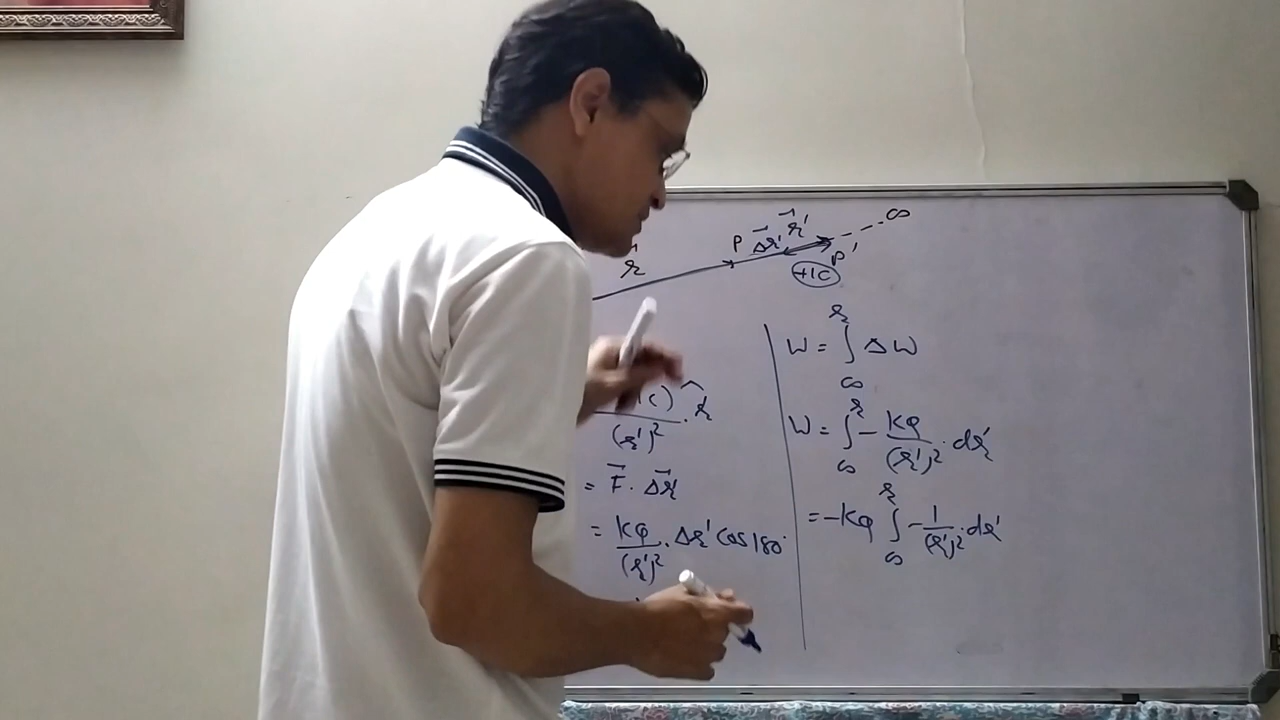 r⃗ P Δr⃗' r̂' P' ∞
+1C
(r')² . r̂
= F⃗ . Δr⃗'
= KQ/(r')² . Δr' cos 180°
W = ∫_∞^r ΔW
W = ∫_∞^r - KQ/(r')² . dr'
= -KQ ∫_∞^r - 1/(r')² . dr'